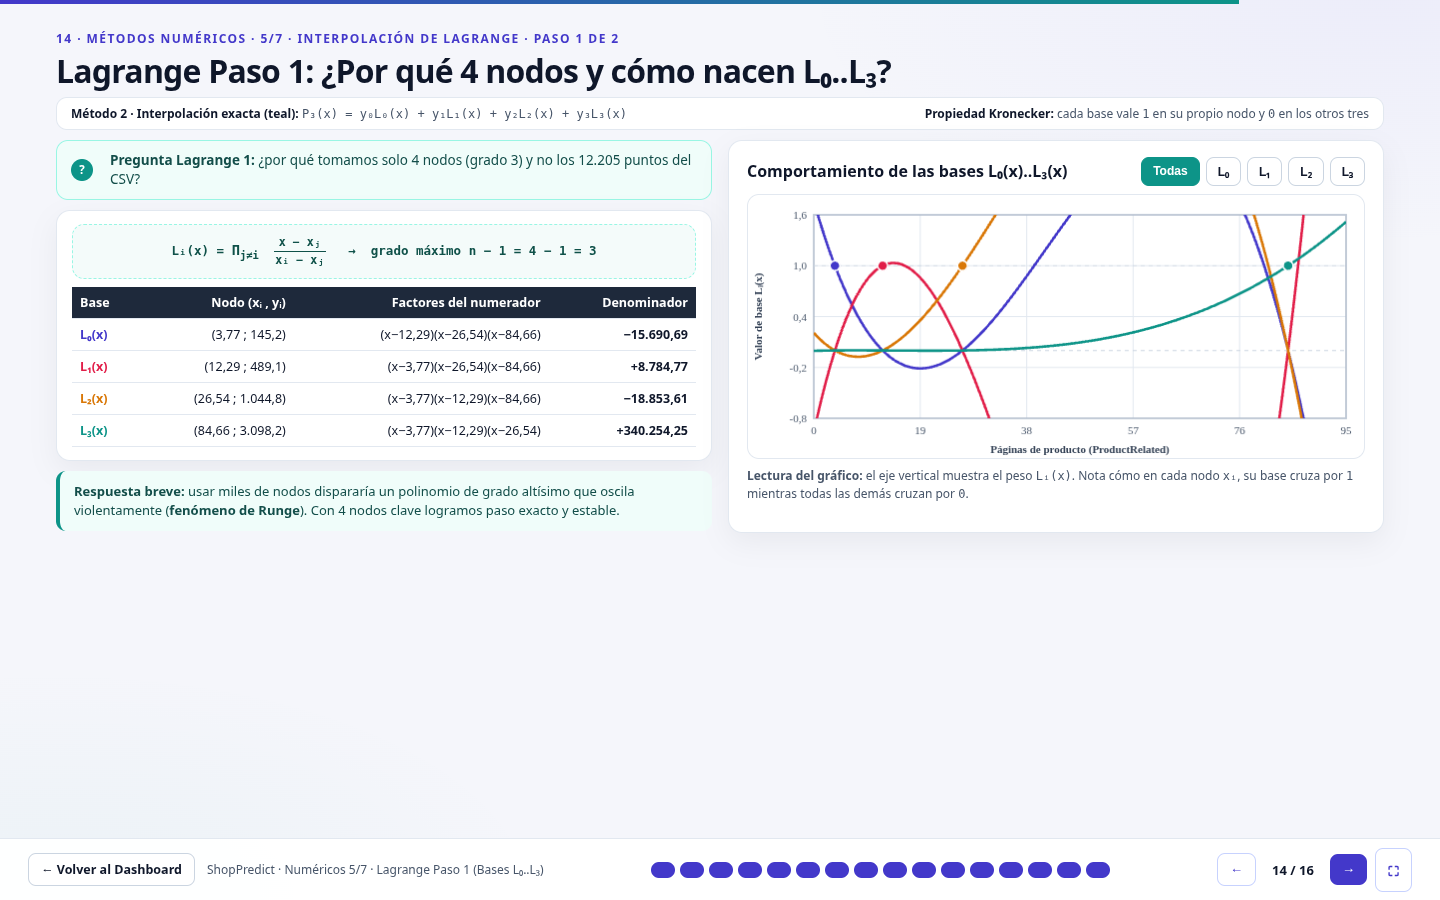 14 · MÉTODOS NUMÉRICOS · 5/7 · INTERPOLACIÓN DE LAGRANGE · PASO 1 DE 2
Lagrange Paso 1: ¿Por qué 4 nodos y cómo nacen L₀..L₃?
Método 2 · Interpolación exacta (teal): P₃(x) = y₀L₀(x) + y₁L₁(x) + y₂L₂(x) + y₃L₃(x)
Propiedad Kronecker: cada base vale 1 en su propio nodo y 0 en los otros tres
? Pregunta Lagrange 1: ¿por qué tomamos solo 4 nodos (grado 3) y no los 12.205 puntos del
CSV?
Lᵢ(x) = Π_{j≠i} (x − xⱼ)/(xᵢ − xⱼ) → grado máximo n − 1 = 4 − 1 = 3
Base Nodo (xᵢ , yᵢ) Factores del numerador Denominador
L₀(x) (3,77 ; 145,2) (x−12,29)(x−26,54)(x−84,66) −15.690,69
L₁(x) (12,29 ; 489,1) (x−3,77)(x−26,54)(x−84,66) +8.784,77
L₂(x) (26,54 ; 1.044,8) (x−3,77)(x−12,29)(x−84,66) −18.853,61
L₃(x) (84,66 ; 3.098,2) (x−3,77)(x−12,29)(x−26,54) +340.254,25
Respuesta breve: usar miles de nodos dispararía un polinomio de grado altísimo que oscila
violentamente (fenómeno de Runge). Con 4 nodos clave logramos paso exacto y estable.
Comportamiento de las bases L₀(x)..L₃(x)
Todas L₀ L₁ L₂ L₃
Valor de base Lᵢ(x)
1,6
1,0
0,4
-0,2
-0,8
0 19 38 57 76 95
Páginas de producto (ProductRelated)
Lectura del gráfico: el eje vertical muestra el peso Lᵢ(x). Nota cómo en cada nodo xᵢ, su base cruza por 1
mientras todas las demás cruzan por 0.
← Volver al Dashboard
ShopPredict · Numéricos 5/7 · Lagrange Paso 1 (Bases L₀..L₃)
← 14 / 16 →